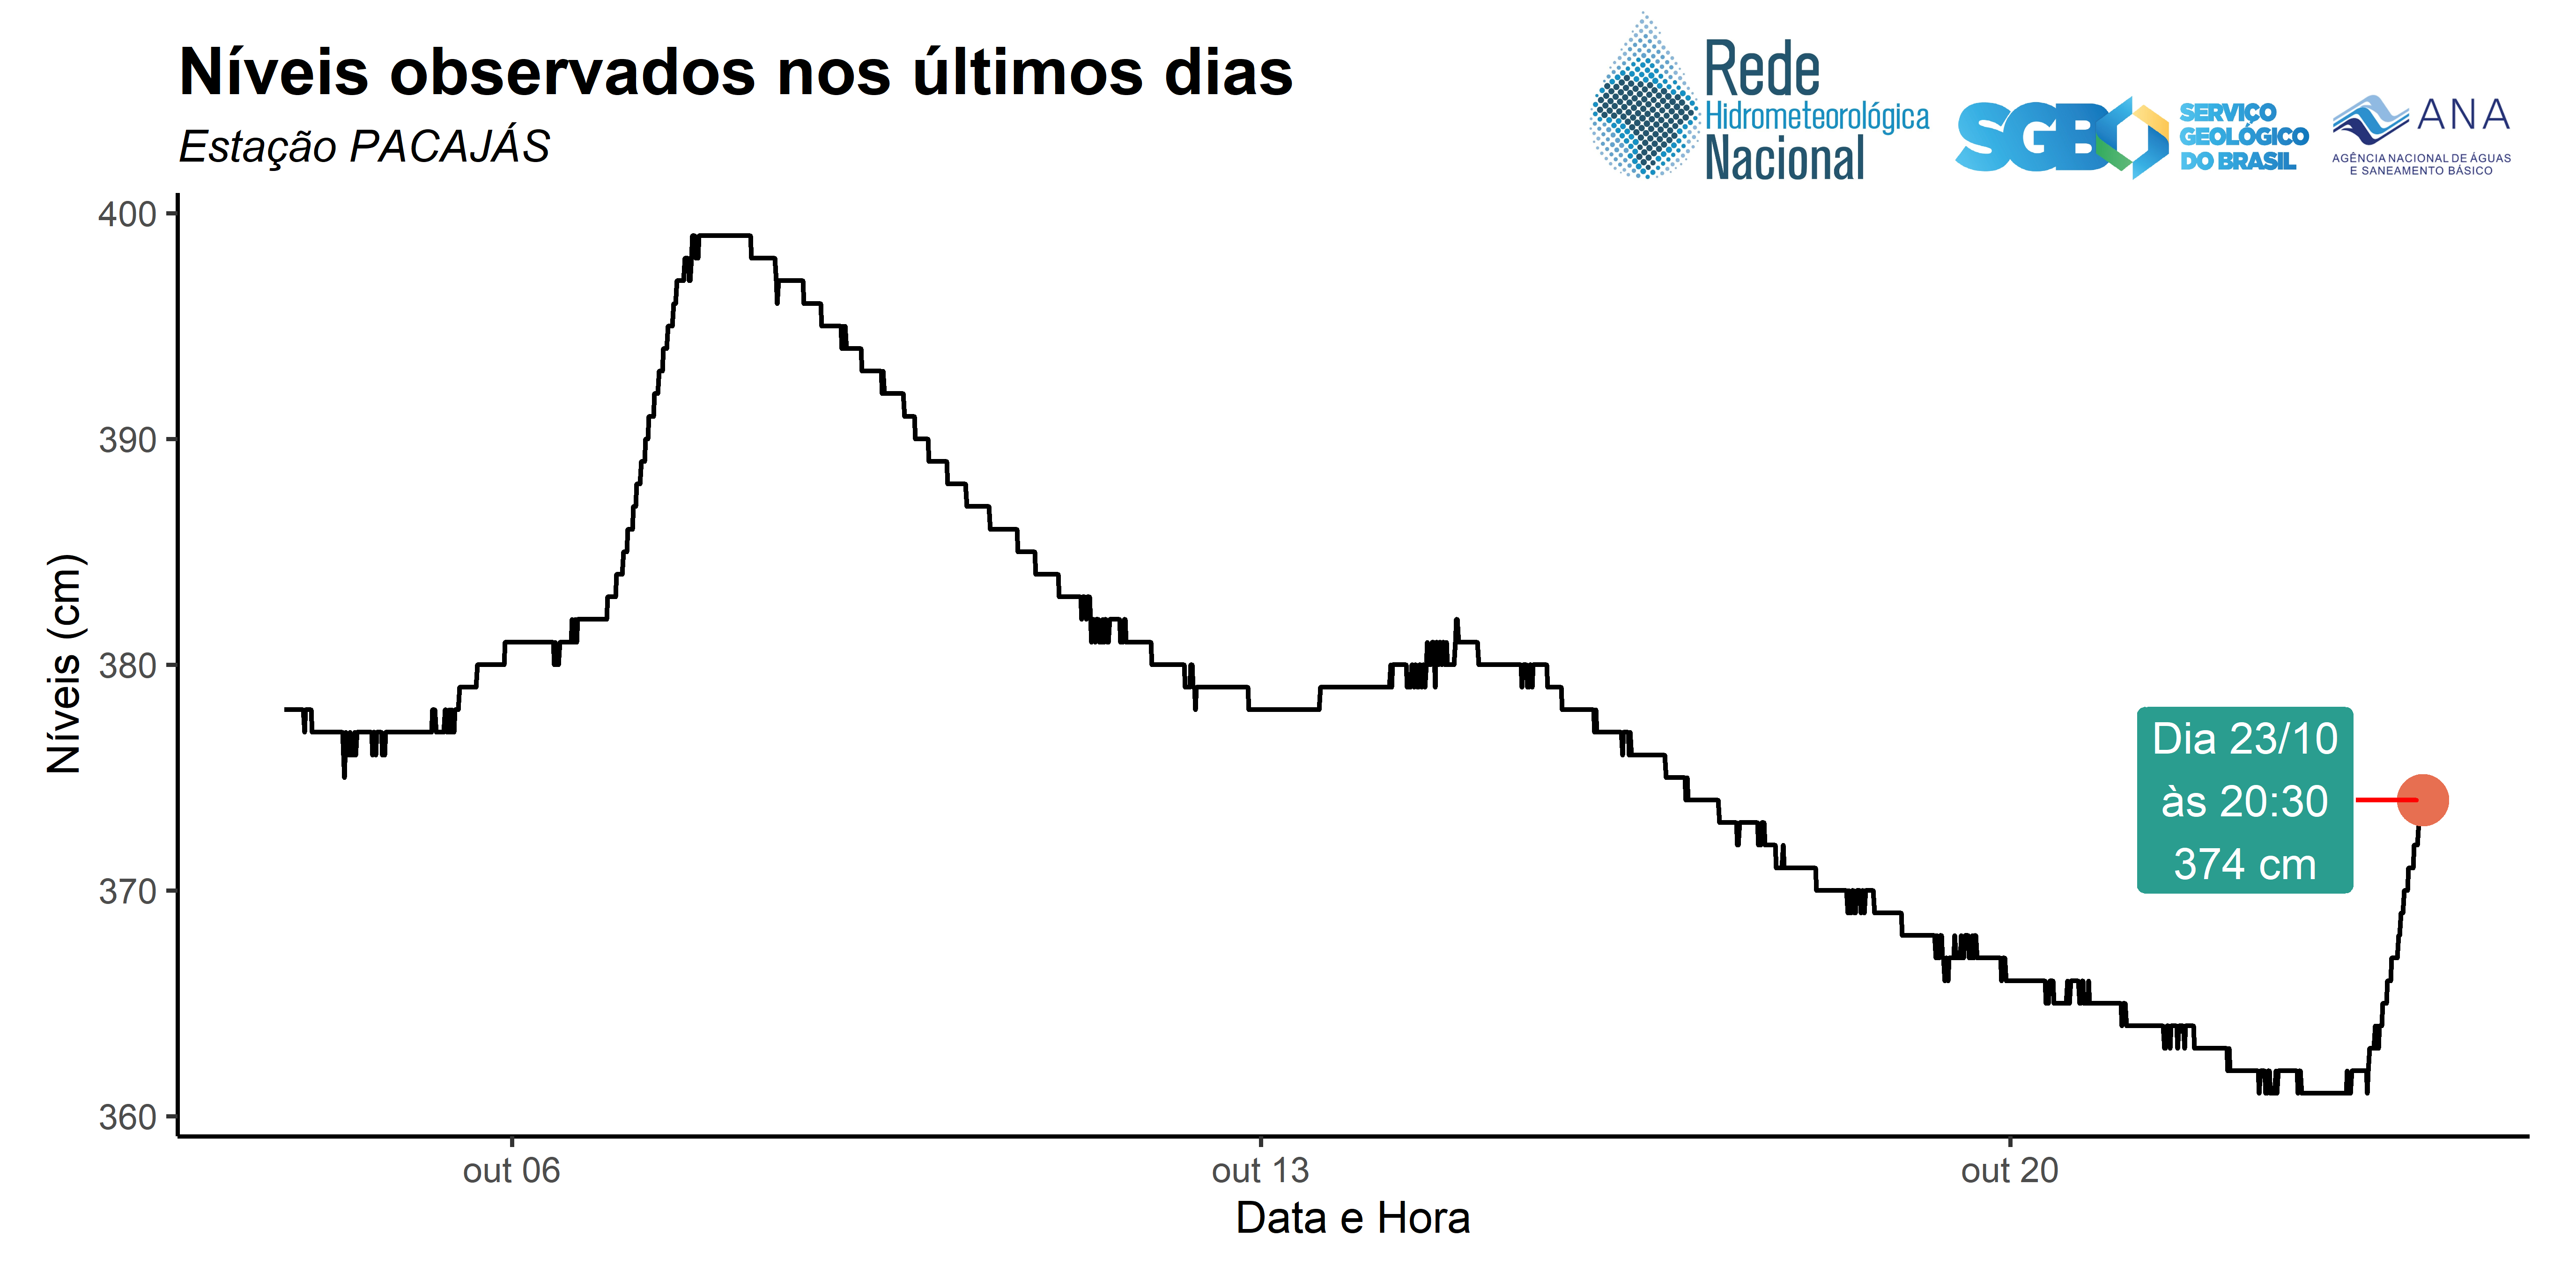 Níveis observados nos últimos dias
Estação PACAJÁS
Rede
Hidrometeorológica
Nacional
SGB
SERVIÇO
GEOLÓGICO
DO BRASIL
ANA
AGÊNCIA NACIONAL DE ÁGUAS
E SANEAMENTO BÁSICO
400
390
380
370
360
Níveis (cm)
Dia 23/10
às 20:30
374 cm
out 06
out 13
out 20
Data e Hora